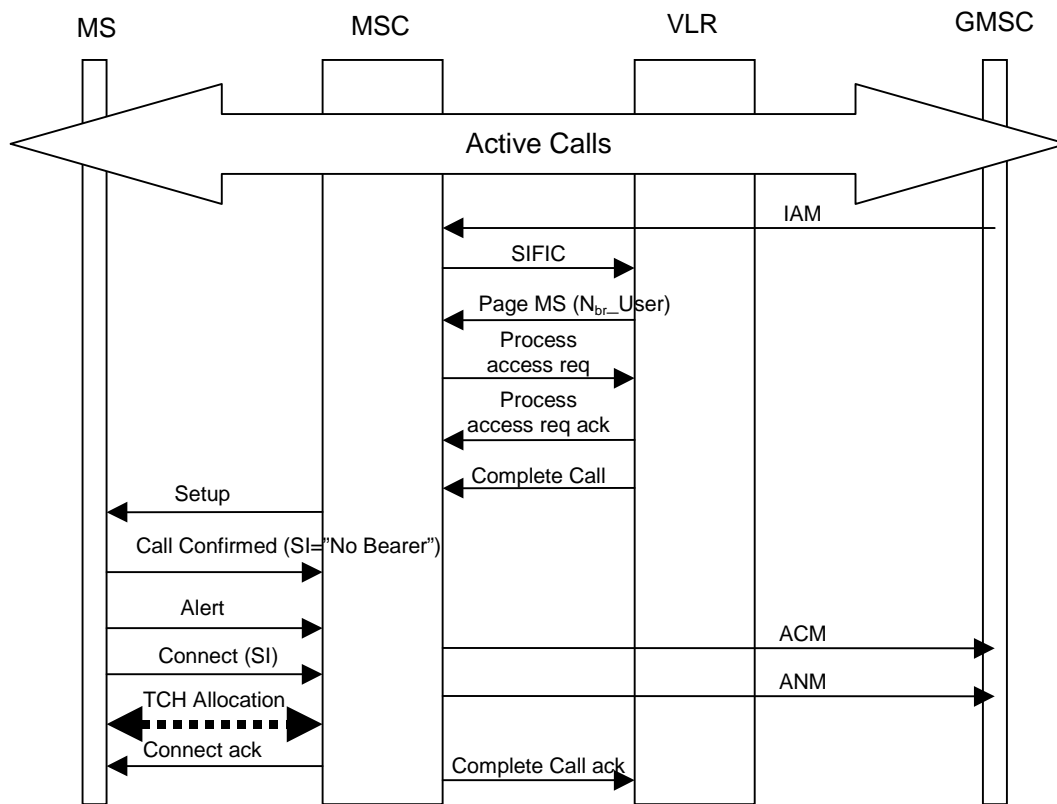 MS
MSC
VLR
GMSC
Active Calls
IAM
SIFIC
Page MS (Nbr_User)
Process
access req
Process
access req ack
Complete Call
Setup
Call Confirmed (SI=”No Bearer”)
Alert
ACM
Connect (SI)
ANM
TCH Allocation
Connect ack
Complete Call ack